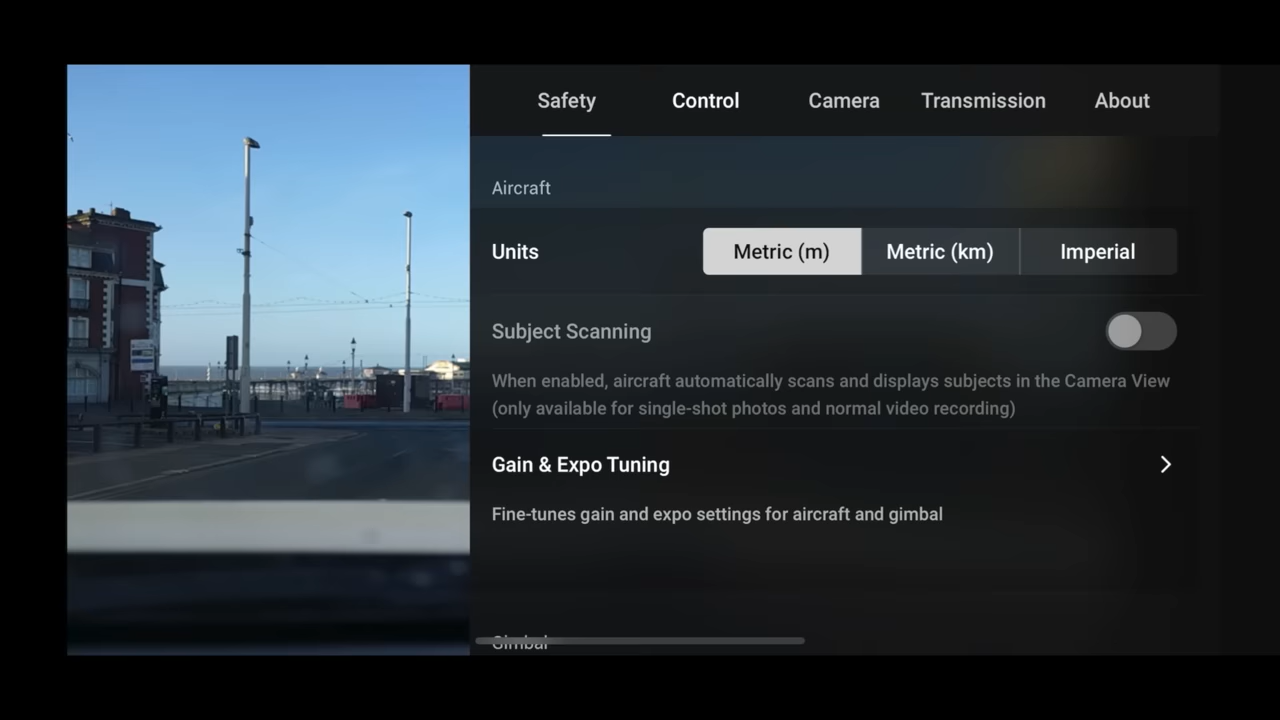 Safety Control Camera Transmission About
Aircraft
Units Metric (m) Metric (km) Imperial
Subject Scanning
When enabled, aircraft automatically scans and displays subjects in the Camera View
(only available for single-shot photos and normal video recording)
Gain & Expo Tuning
Fine-tunes gain and expo settings for aircraft and gimbal
Gimbal